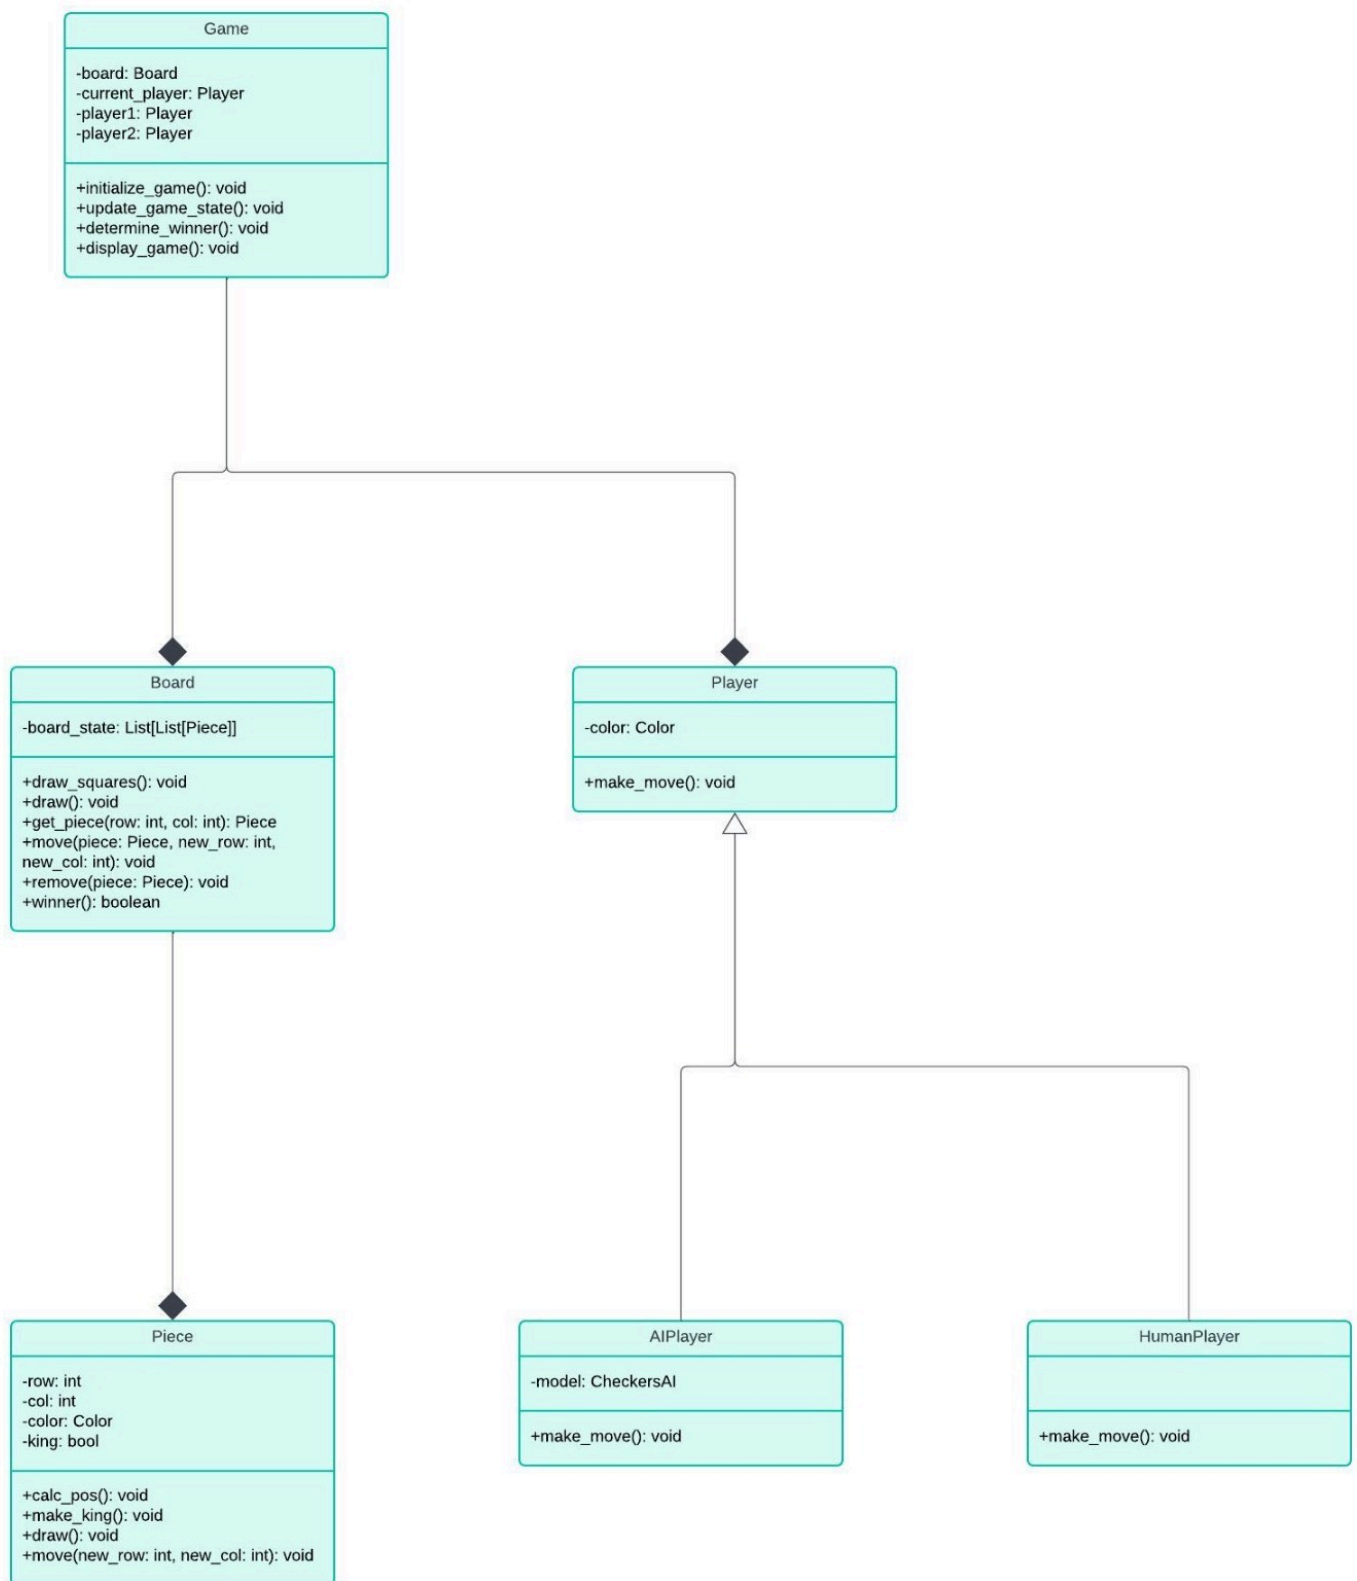 Game
-board: Board
-current_player: Player
-player1: Player
-player2: Player
+initialize_game(): void
+update_game_state(): void
+determine_winner(): void
+display_game(): void
Board
-board_state: List[List[Piece]]
+draw_squares(): void
+draw(): void
+get_piece(row: int, col: int): Piece
+move(piece: Piece, new_row: int,
new_col: int): void
+remove(piece: Piece): void
+winner(): boolean
Player
-color: Color
+make_move(): void
Piece
-row: int
-col: int
-color: Color
-king: bool
+calc_pos(): void
+make_king(): void
+draw(): void
+move(new_row: int, new_col: int): void
AIPlayer
-model: CheckersAI
+make_move(): void
HumanPlayer
+make_move(): void